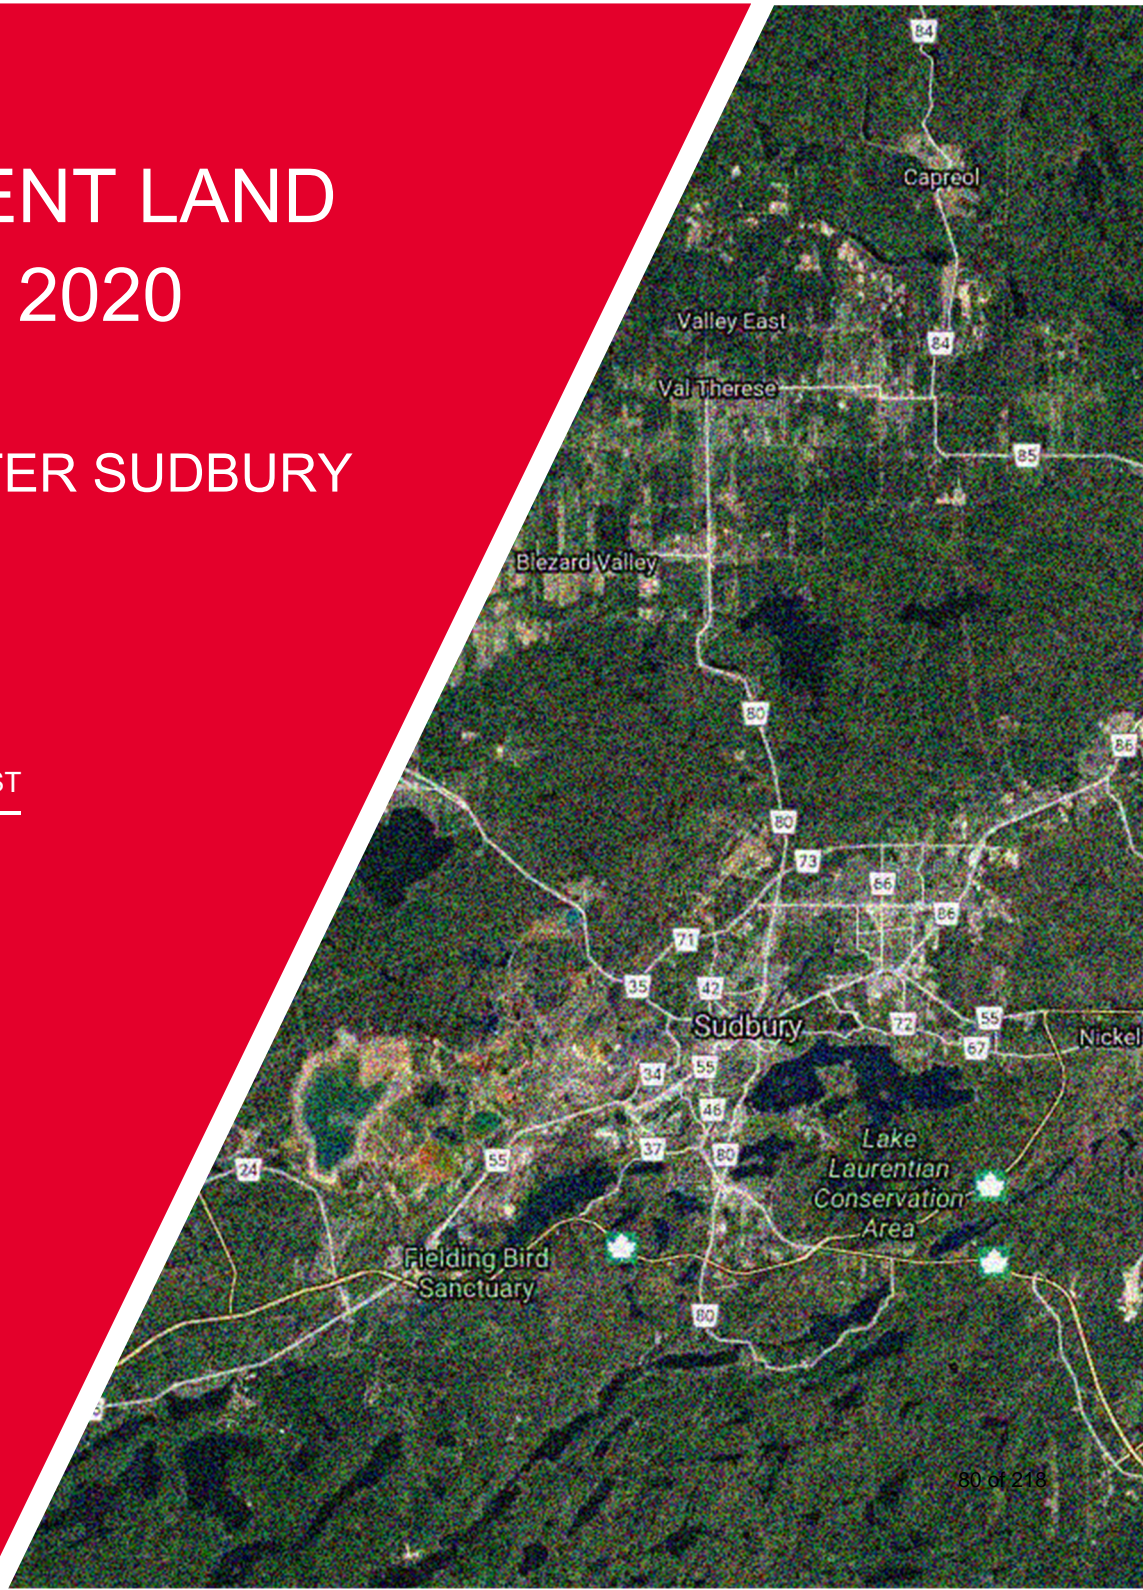 ENT LAND
2020
TER SUDBURY
ST
84
Capreol
Valley East
84
Val Therese
85
Blezard Valley
80
86
80
73
66
86
71
35
42
Sudbury
72
55
67
Nickel
34
55
46
37
80
Lake
Laurentian
Conservation
Area
24
55
Fielding Bird
Sanctuary
80
80 of 218